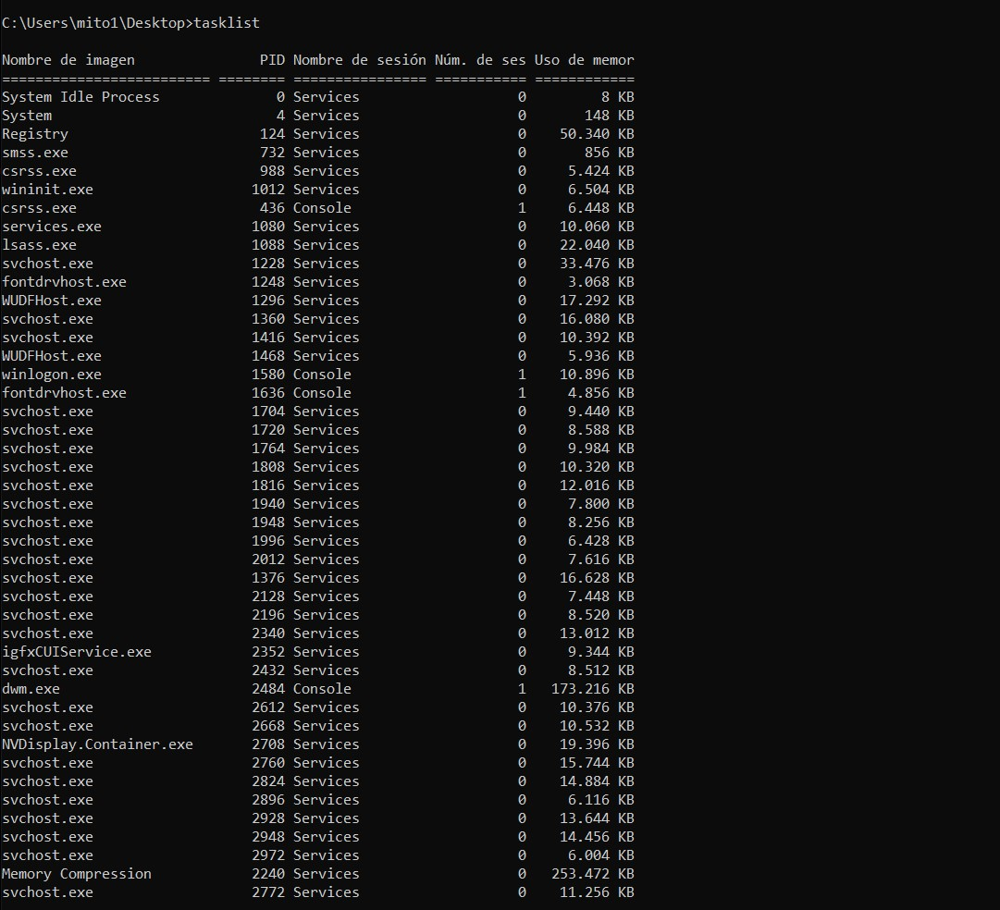 C:\Users\mito1\Desktop>tasklist
Nombre de imagen               PID Nombre de sesión Núm. de ses Uso de memor
========================= ======== ================ =========== ============
System Idle Process              0 Services                   0         8 KB
System                           4 Services                   0       148 KB
Registry                       124 Services                   0    50.340 KB
smss.exe                       732 Services                   0       856 KB
csrss.exe                      988 Services                   0     5.424 KB
wininit.exe                   1012 Services                   0     6.504 KB
csrss.exe                      436 Console                    1     6.448 KB
services.exe                  1080 Services                   0    10.060 KB
lsass.exe                     1088 Services                   0    22.040 KB
svchost.exe                   1228 Services                   0    33.476 KB
fontdrvhost.exe               1248 Services                   0     3.068 KB
WUDFHost.exe                  1296 Services                   0    17.292 KB
svchost.exe                   1360 Services                   0    16.080 KB
svchost.exe                   1416 Services                   0    10.392 KB
WUDFHost.exe                  1468 Services                   0     5.936 KB
winlogon.exe                  1580 Console                    1    10.896 KB
fontdrvhost.exe               1636 Console                    1     4.856 KB
svchost.exe                   1704 Services                   0     9.440 KB
svchost.exe                   1720 Services                   0     8.588 KB
svchost.exe                   1764 Services                   0     9.984 KB
svchost.exe                   1808 Services                   0    10.320 KB
svchost.exe                   1816 Services                   0    12.016 KB
svchost.exe                   1940 Services                   0     7.800 KB
svchost.exe                   1948 Services                   0     8.256 KB
svchost.exe                   1996 Services                   0     6.428 KB
svchost.exe                   2012 Services                   0     7.616 KB
svchost.exe                   1376 Services                   0    16.628 KB
svchost.exe                   2128 Services                   0     7.448 KB
svchost.exe                   2196 Services                   0     8.520 KB
svchost.exe                   2340 Services                   0    13.012 KB
igfxCUIService.exe            2352 Services                   0     9.344 KB
svchost.exe                   2432 Services                   0     8.512 KB
dwm.exe                       2484 Console                    1   173.216 KB
svchost.exe                   2612 Services                   0    10.376 KB
svchost.exe                   2668 Services                   0    10.532 KB
NVDisplay.Container.exe       2708 Services                   0    19.396 KB
svchost.exe                   2760 Services                   0    15.744 KB
svchost.exe                   2824 Services                   0    14.884 KB
svchost.exe                   2896 Services                   0     6.116 KB
svchost.exe                   2928 Services                   0    13.644 KB
svchost.exe                   2948 Services                   0    14.456 KB
svchost.exe                   2972 Services                   0     6.004 KB
Memory Compression            2240 Services                   0   253.472 KB
svchost.exe                   2772 Services                   0    11.256 KB